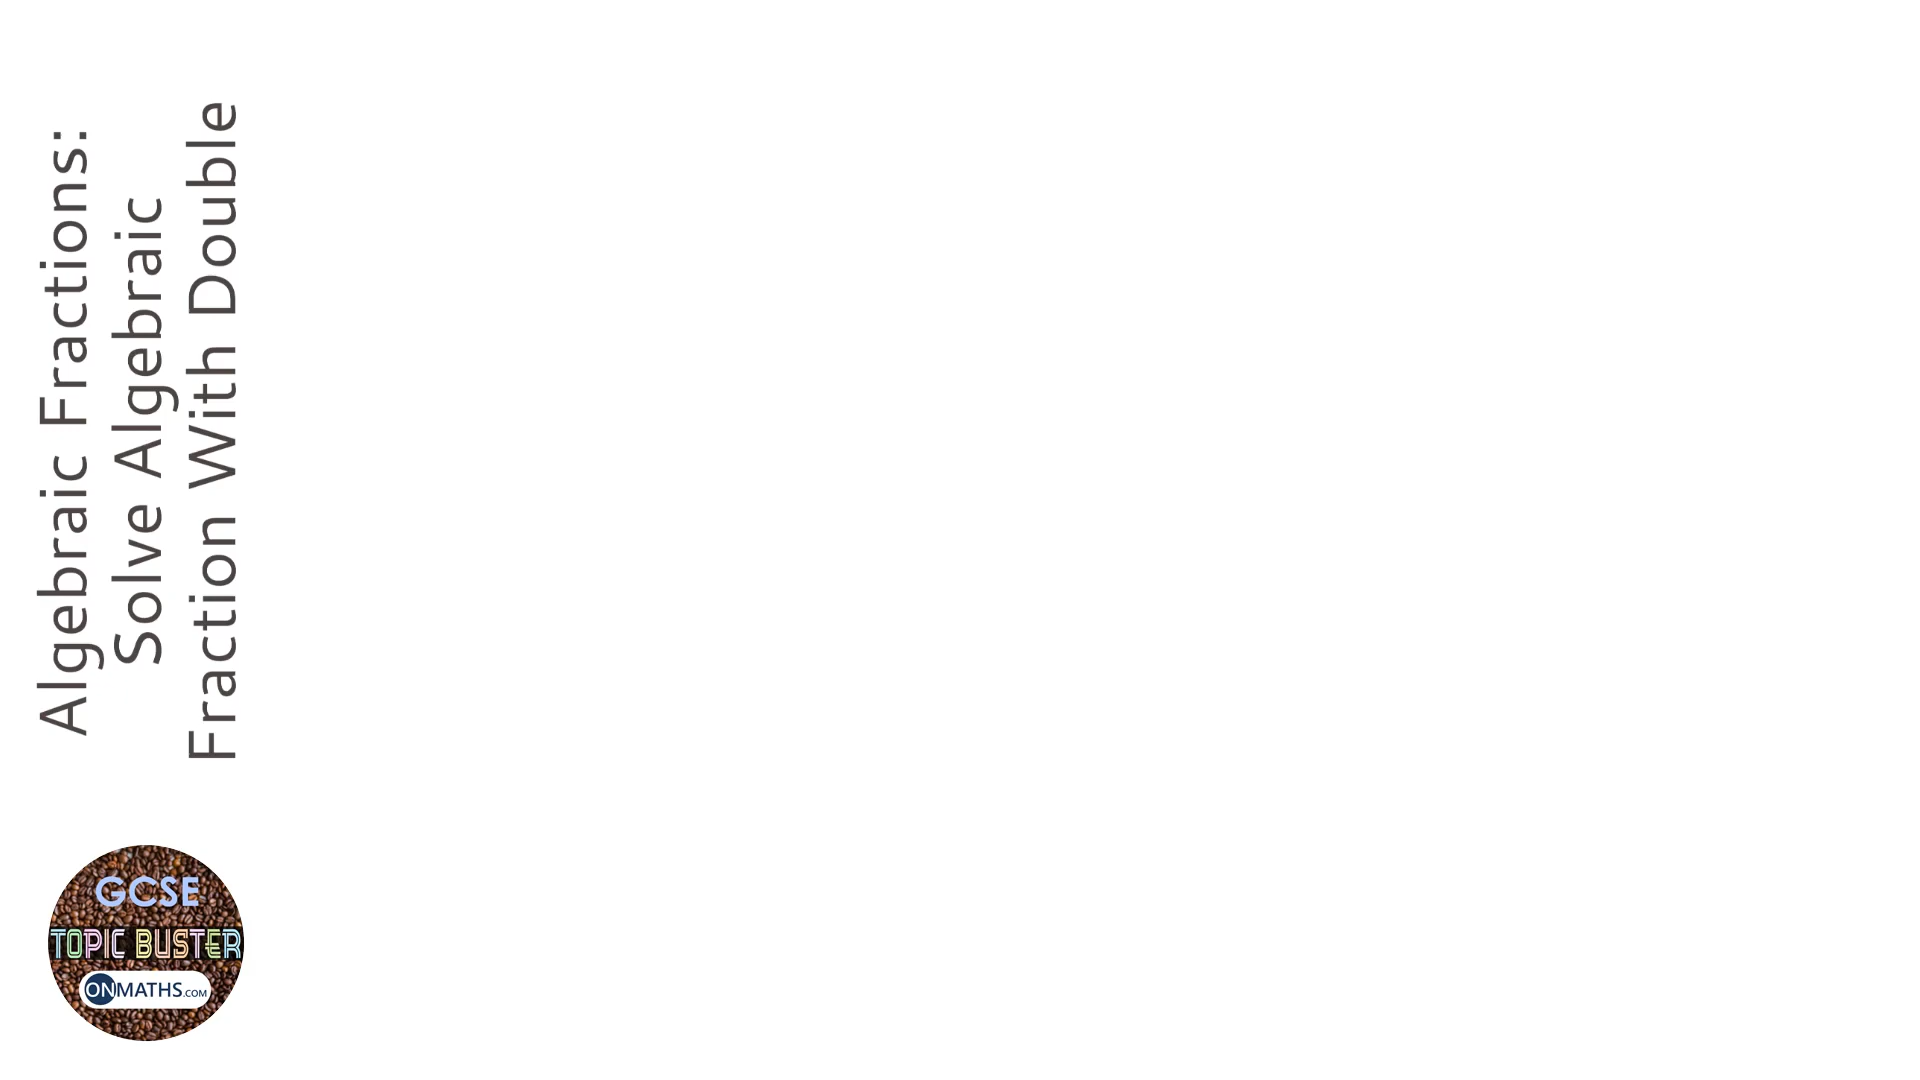 Algebraic Fractions:
Solve Algebraic
Fraction With Double
GCSE
TOPIC BUSTER
ONMATHS.COM